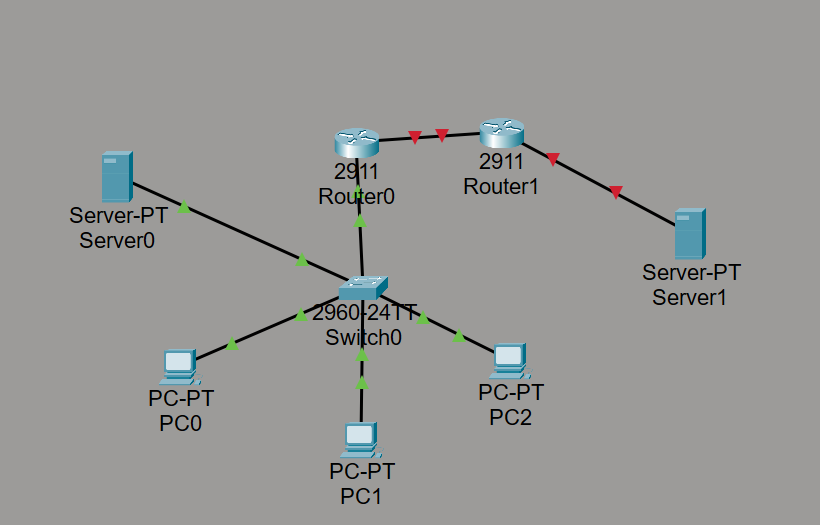 2911
Router0
2911
Router1
Server-PT
Server0
Server-PT
Server1
2960-24TT
Switch0
PC-PT
PC0
PC-PT
PC2
PC-PT
PC1